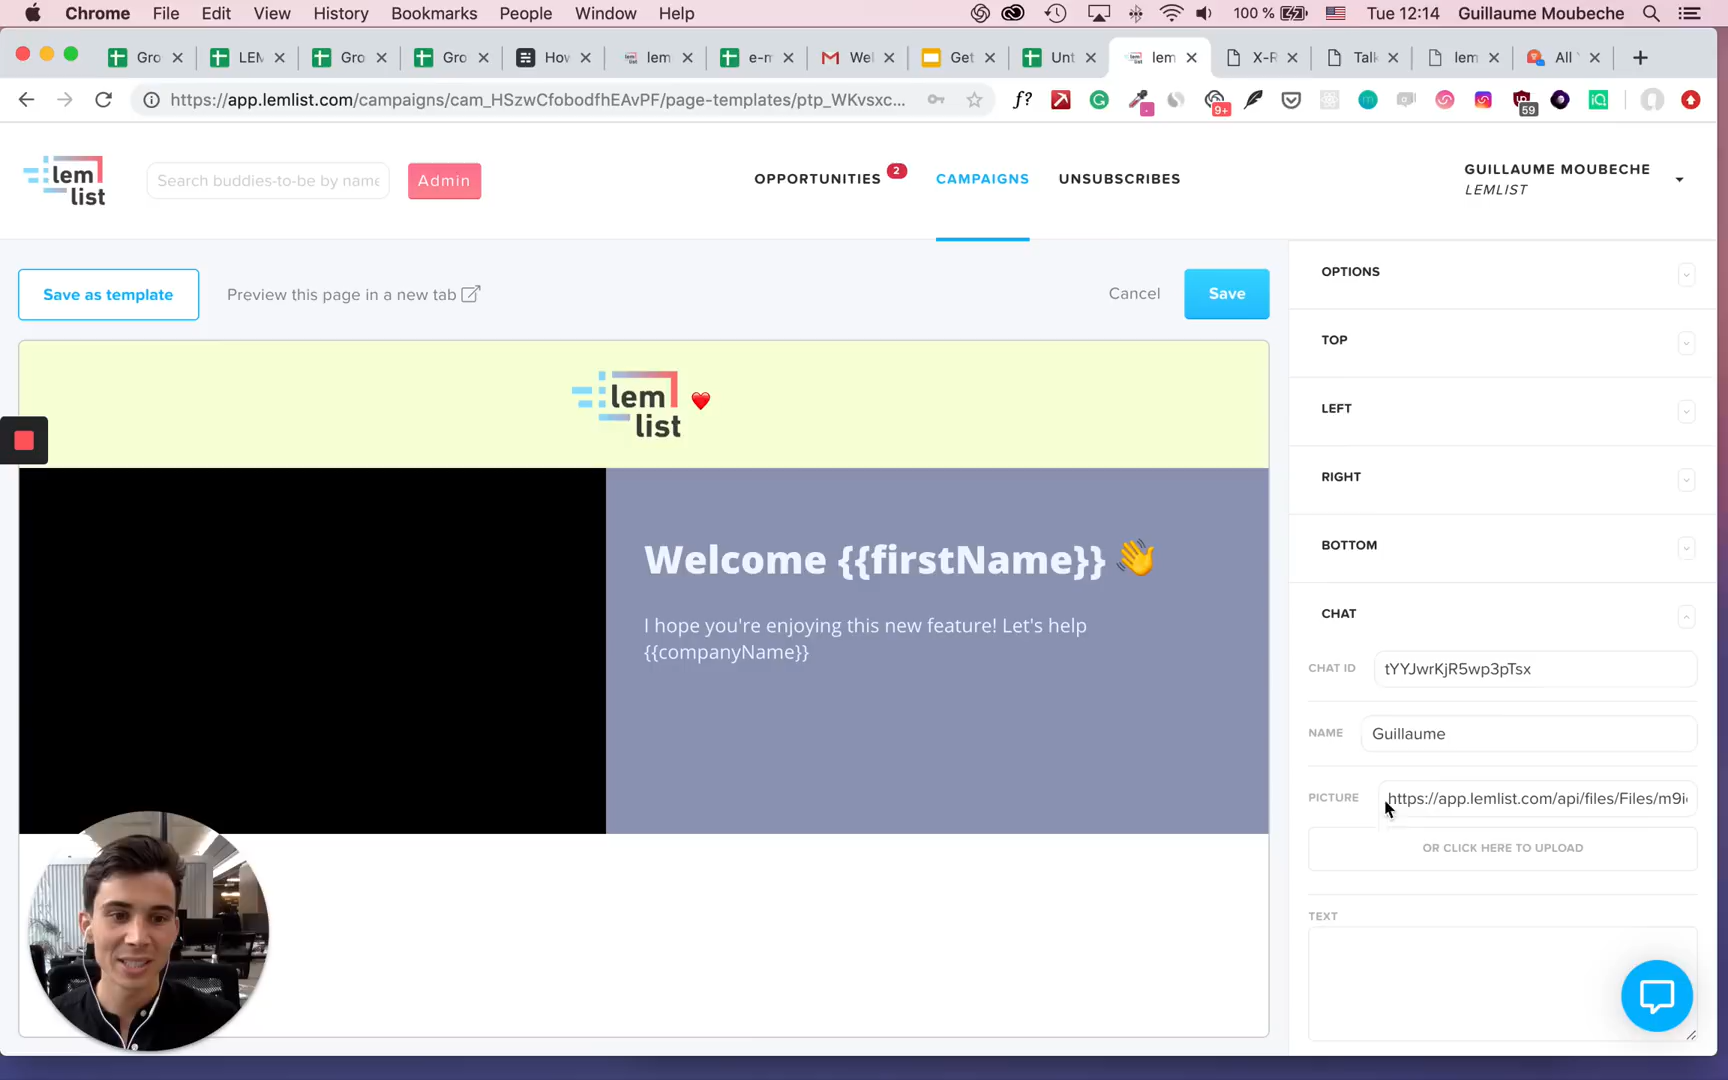 Chrome File Edit View History Bookmarks People Window Help 100 % Tue 12:14 Guillaume Moubeche
Gro LEM Gro Gro How lem e-m Wel Get Unt lem X-R Talk lem All
https://app.lemlist.com/campaigns/cam_HSzwCfobodfhEAvPF/page-templates/ptp_WKvsxc... f? 9+ 59
lem
list
Search buddies-to-be by name Admin OPPORTUNITIES 2 CAMPAIGNS UNSUBSCRIBES GUILLAUME MOUBECHE
LEMLIST
Save as template Preview this page in a new tab Cancel Save
lem
list
Welcome {{firstName}} 👋
I hope you're enjoying this new feature! Let's help
{{companyName}}
OPTIONS
TOP
LEFT
RIGHT
BOTTOM
CHAT
CHAT ID tYYJwrKjR5wp3pTsx
NAME Guillaume
PICTURE https://app.lemlist.com/api/files/Files/m9i
OR CLICK HERE TO UPLOAD
TEXT